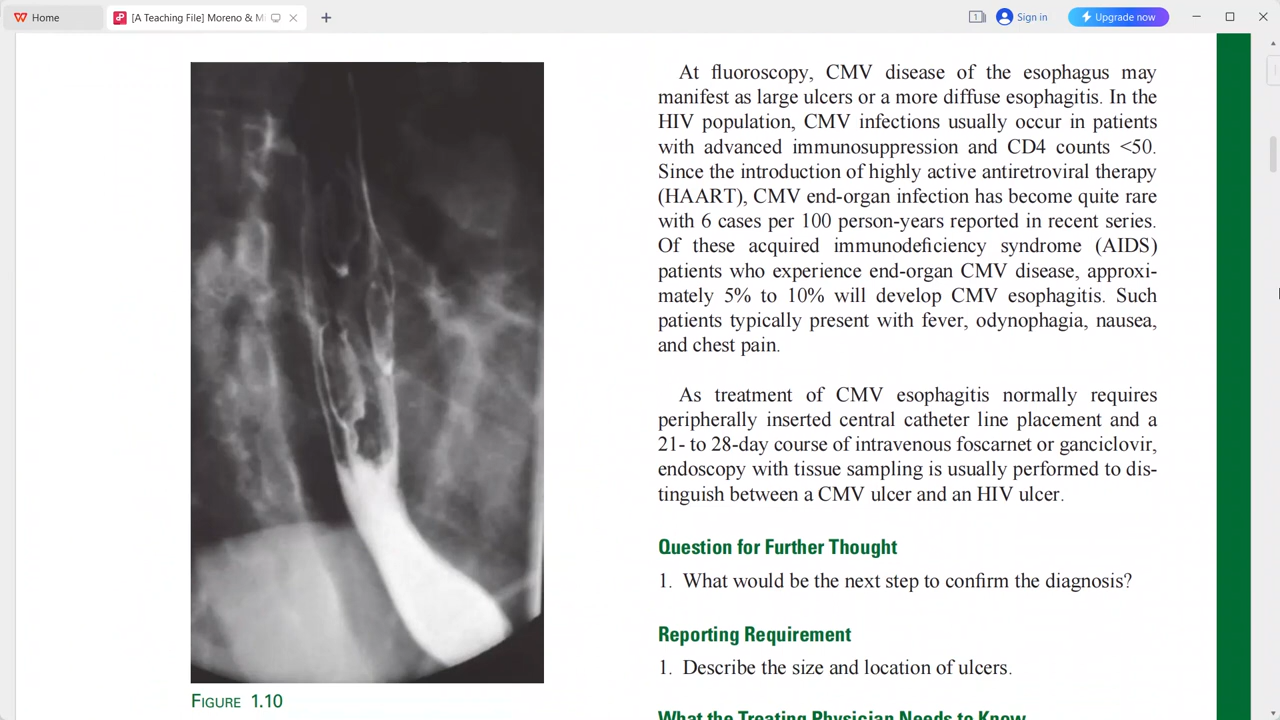 Home
[A Teaching File] Moreno & M
1
Sign in
Upgrade now
At fluoroscopy, CMV disease of the esophagus may
manifest as large ulcers or a more diffuse esophagitis. In the
HIV population, CMV infections usually occur in patients
with advanced immunosuppression and CD4 counts <50.
Since the introduction of highly active antiretroviral therapy
(HAART), CMV end-organ infection has become quite rare
with 6 cases per 100 person-years reported in recent series.
Of these acquired immunodeficiency syndrome (AIDS)
patients who experience end-organ CMV disease, approxi-
mately 5% to 10% will develop CMV esophagitis. Such
patients typically present with fever, odynophagia, nausea,
and chest pain.
As treatment of CMV esophagitis normally requires
peripherally inserted central catheter line placement and a
21- to 28-day course of intravenous foscarnet or ganciclovir,
endoscopy with tissue sampling is usually performed to dis-
tinguish between a CMV ulcer and an HIV ulcer.
Question for Further Thought
1. What would be the next step to confirm the diagnosis?
Reporting Requirement
1. Describe the size and location of ulcers.
What the Treating Physician Needs to Know
FIGURE 1.10